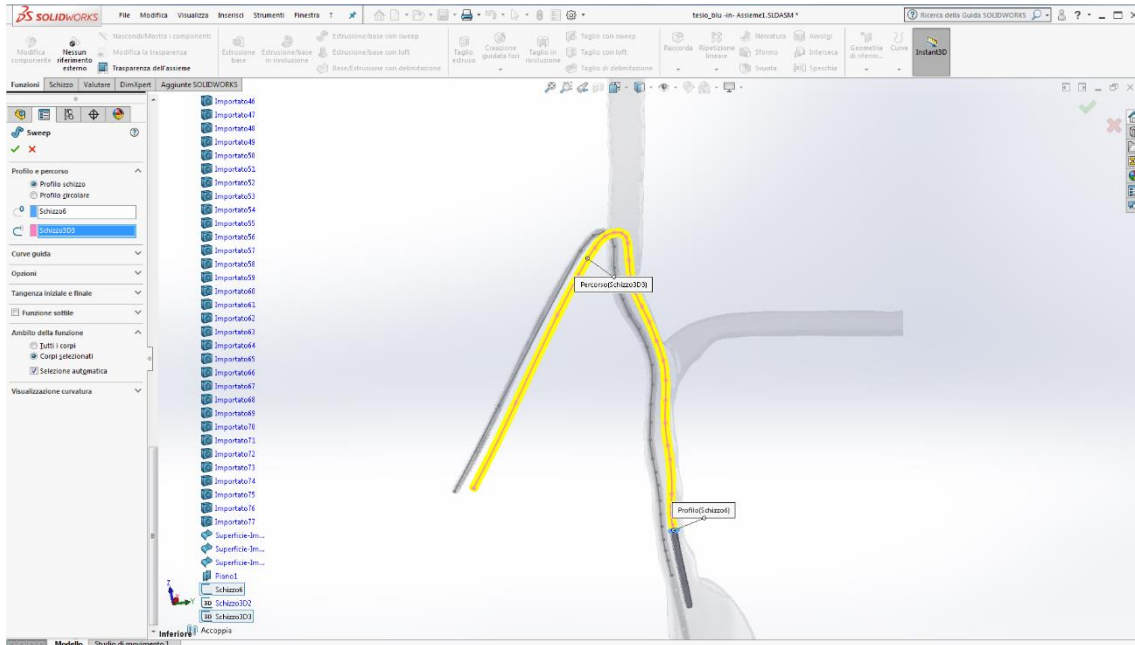 SOLIDWORKS File Modifica Visualizza Inserisci Strumenti Finestra ? tesio_blu -in- Assieme1.SLDASM * Ricerca della Guida SOLIDWORKS
Modifica componente
Nessun riferimento esterno
Nascondi/Mostra i componenti
Modifica la trasparenza
Trasparenza dell'assieme
Estrusione base
Estrusione/base in rivoluzione
Estrusione/base con sweep
Estrusione/base con loft
Base/Estrusione con delimitazione
Taglio estruso
Creazione guidata fori
Taglio in rivoluzione
Taglio con sweep
Taglio con loft
Taglio di delimitazione
Raccorda
Ripetizione lineare
Nervatura
Sformo
Svuota
Avvolgi
Interseca
Specchia
Geometria di riferim...
Curve
Instant3D
Funzioni Schizzo Valutare DimXpert Aggiunte SOLIDWORKS
Sweep
Profilo e percorso
Profilo schizzo
Profilo circolare
Schizzo6
Schizzo3D3
Curve guida
Opzioni
Tangenza iniziale e finale
Funzione sottile
Ambito della funzione
Tutti i corpi
Corpi selezionati
Selezione automatica
Visualizzazione curvatura
Importato46
Importato47
Importato48
Importato49
Importato50
Importato51
Importato52
Importato53
Importato54
Importato55
Importato56
Importato57
Importato58
Importato59
Importato60
Importato61
Importato62
Importato63
Importato64
Importato65
Importato66
Importato67
Importato68
Importato69
Importato70
Importato71
Importato72
Importato73
Importato74
Importato75
Importato76
Importato77
Superficie-Im...
Superficie-Im...
Superficie-Im...
Piano1
Schizzo6
3D Schizzo3D2
3D Schizzo3D3
Accoppia
Percorso(Schizzo3D3)
Profilo(Schizzo6)
Z
Y
Inferiore
Modello Studio di movimento 1